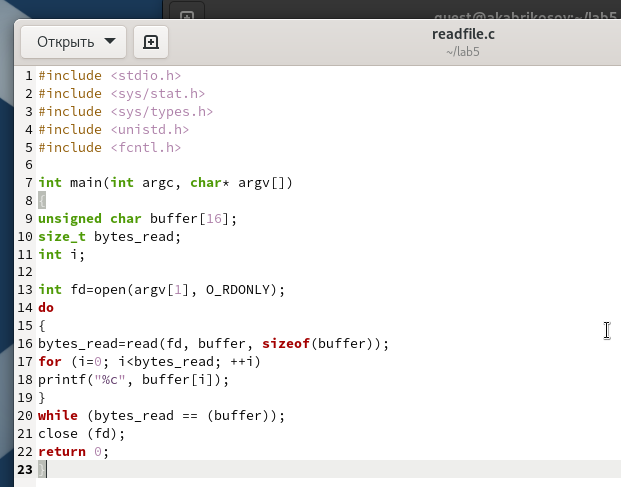 guest@akabrikosov:~/lab5
Открыть
readfile.c
~/lab5
1 #include <stdio.h>
2 #include <sys/stat.h>
3 #include <sys/types.h>
4 #include <unistd.h>
5 #include <fcntl.h>
6
7 int main(int argc, char* argv[])
8 {
9 unsigned char buffer[16];
10 size_t bytes_read;
11 int i;
12
13 int fd=open(argv[1], O_RDONLY);
14 do
15 {
16 bytes_read=read(fd, buffer, sizeof(buffer));
17 for (i=0; i<bytes_read; ++i)
18 printf("%c", buffer[i]);
19 }
20 while (bytes_read == (buffer));
21 close (fd);
22 return 0;
23 }